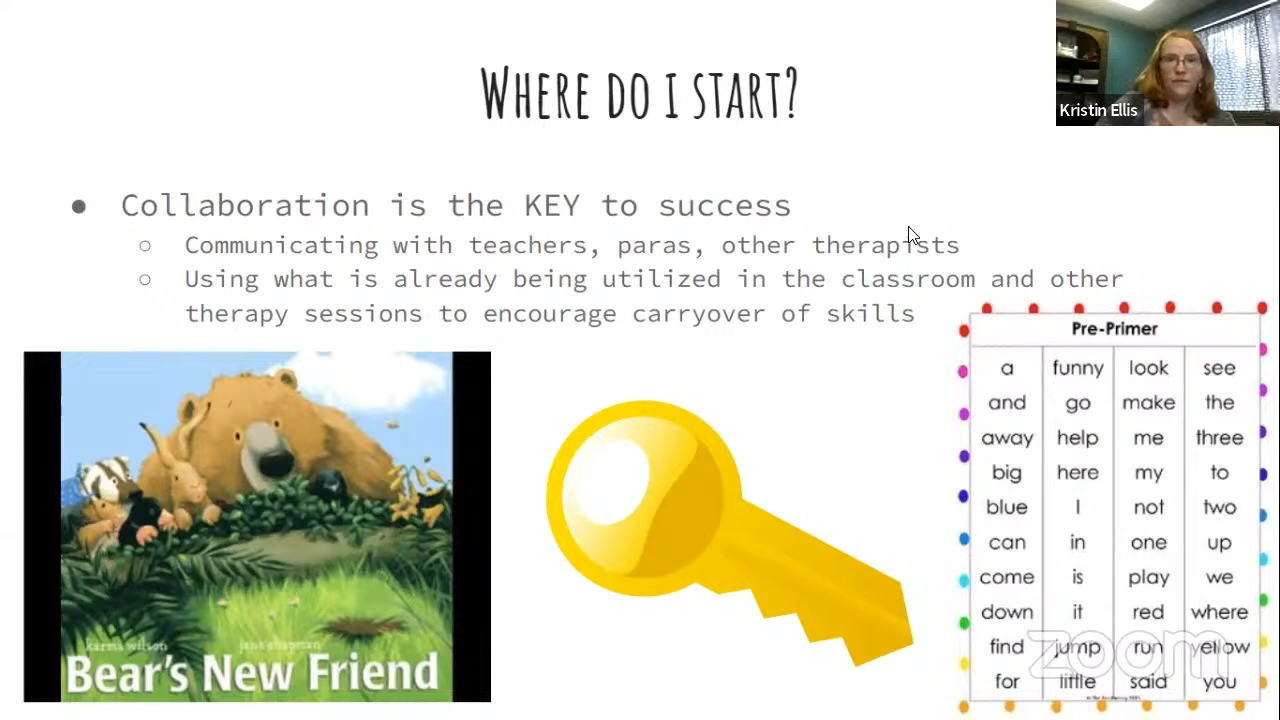 Where do I start?
Kristin Ellis
Collaboration is the KEY to success
Communicating with teachers, paras, other therapists
Using what is already being utilized in the classroom and other
therapy sessions to encourage carryover of skills
karma wilson jane chapman
Bear's New Friend
Pre-Primer
a funny look see
and go make the
away help me three
big here my to
blue I not two
can in one up
come is play we
down it red where
find jump run yellow
for little said you
zoom